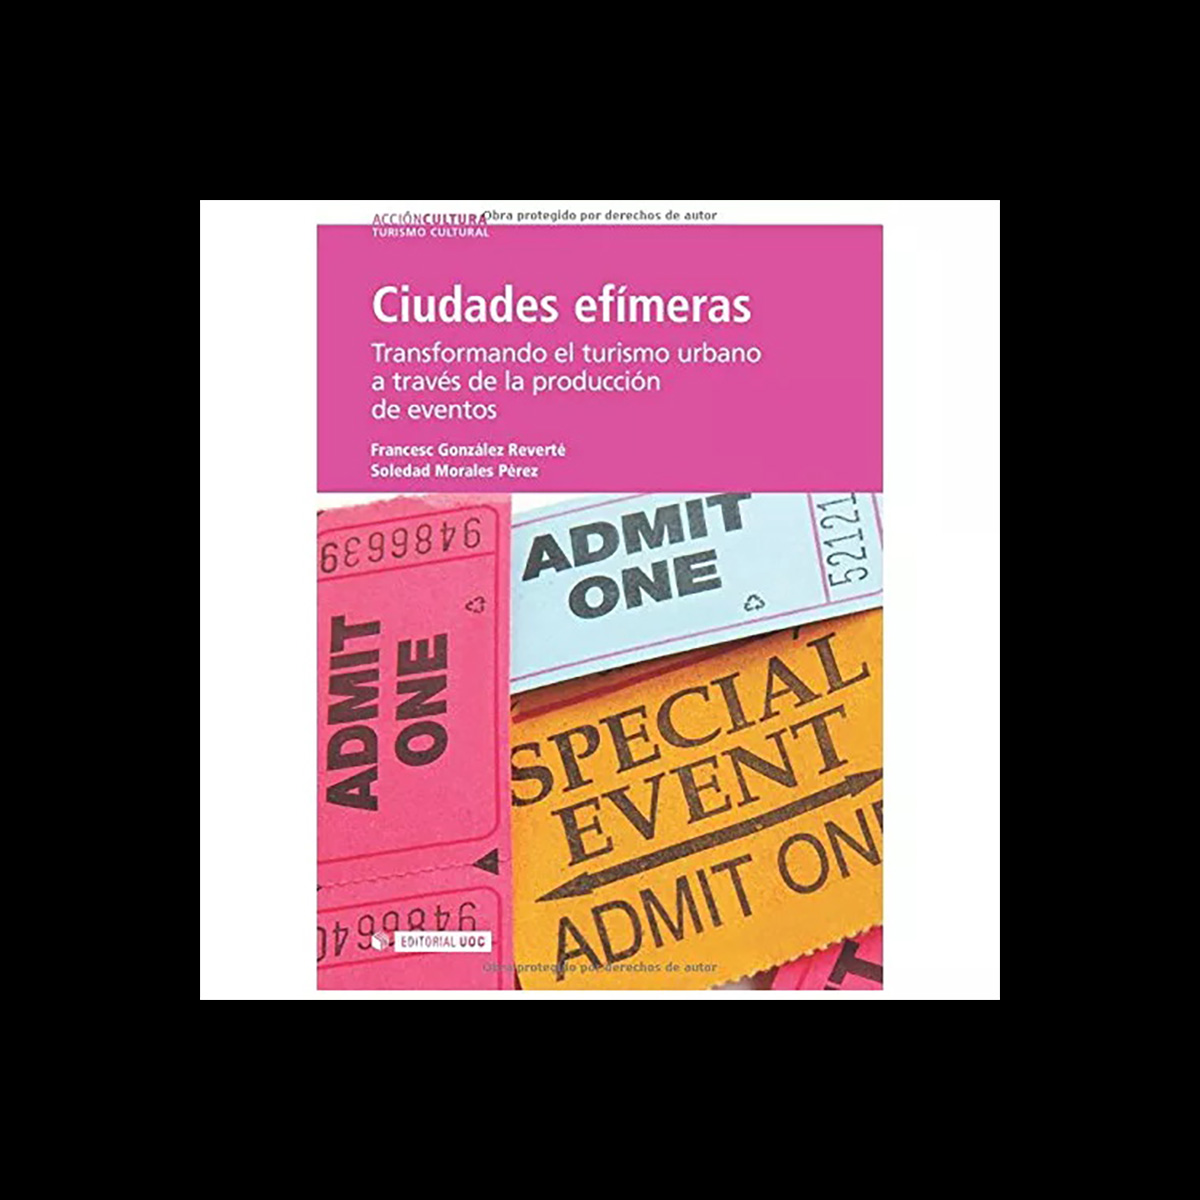 Obra protegido por derechos de autor
ACCIÓNCULTURA
TURISMO CULTURAL
Ciudades efímeras
Transformando el turismo urbano
a través de la producción
de eventos
Francesc González Reverté
Soledad Morales Pérez
9486639
ADMIT
ONE
ADMIT
ONE
52121
SPECIAL
EVENT
ADMIT ON
EDITORIAL UOC
Obra protegido por derechos de autor